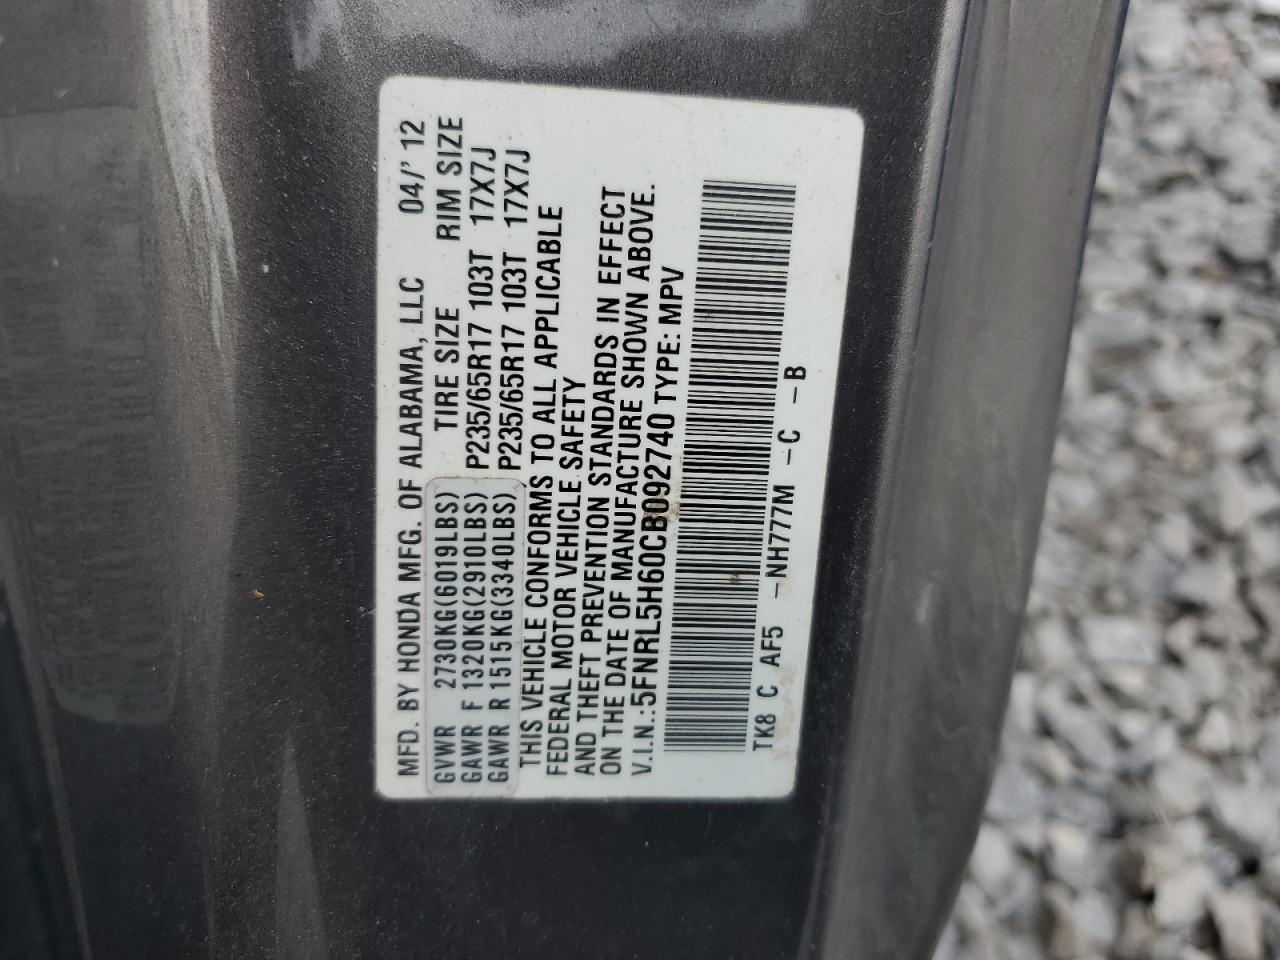 MFD. BY HONDA MFG. OF ALABAMA, LLC 04/'12
GVWR 2730KG(6019LBS) TIRE SIZE RIM SIZE
GAWR F 1320KG(2910LBS) P235/65R17 103T 17X7J
GAWR R 1515KG(3340LBS) P235/65R17 103T 17X7J
THIS VEHICLE CONFORMS TO ALL APPLICABLE
FEDERAL MOTOR VEHICLE SAFETY
AND THEFT PREVENTION STANDARDS IN EFFECT
ON THE DATE OF MANUFACTURE SHOWN ABOVE.
V.I.N.:5FNRL5H60CB092740 TYPE: MPV
TK8 C AF5 -NH777M -C -B